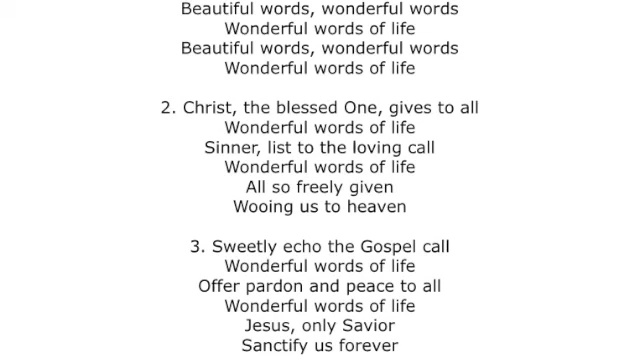 Beautiful words, wonderful words
Wonderful words of life
Beautiful words, wonderful words
Wonderful words of life
2. Christ, the blessed One, gives to all
Wonderful words of life
Sinner, list to the loving call
Wonderful words of life
All so freely given
Wooing us to heaven
3. Sweetly echo the Gospel call
Wonderful words of life
Offer pardon and peace to all
Wonderful words of life
Jesus, only Savior
Sanctify us forever